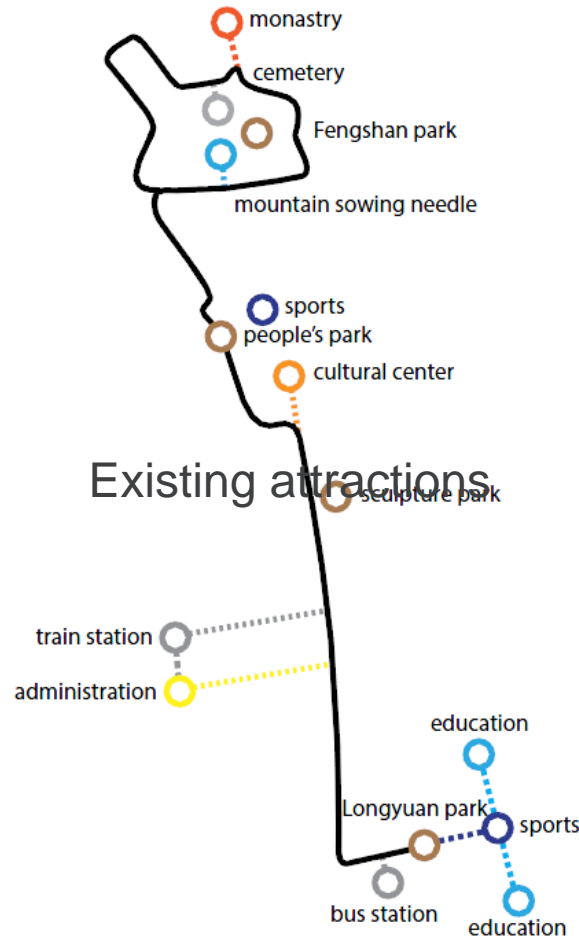 monastry
cemetery
Fengshan park
mountain sowing needle
sports
people's park
cultural center
Existing attractions
sculpture park
train station
administration
education
Longyuan park
sports
bus station
education